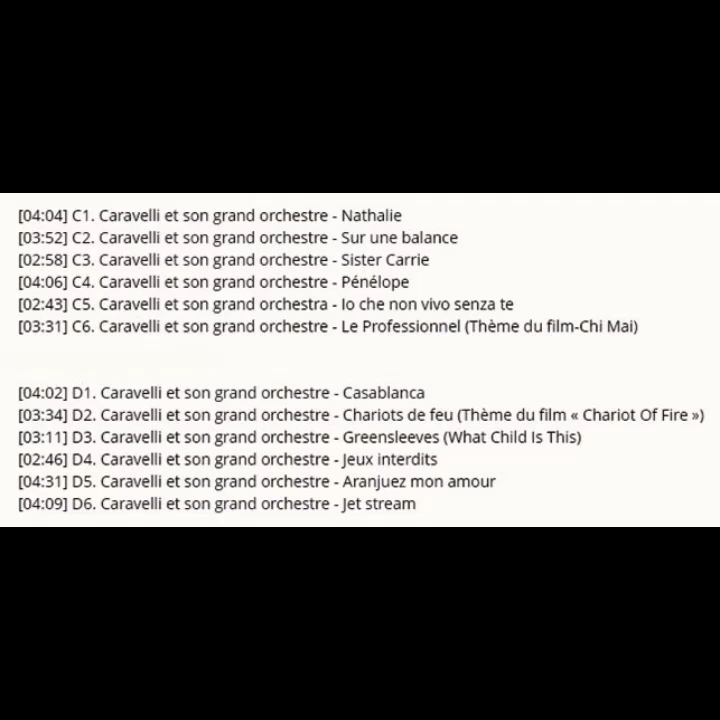 [04:04] C1. Caravelli et son grand orchestre - Nathalie
[03:52] C2. Caravelli et son grand orchestre - Sur une balance
[02:58] C3. Caravelli et son grand orchestre - Sister Carrie
[04:06] C4. Caravelli et son grand orchestre - Pénélope
[02:43] C5. Caravelli et son grand orchestra - Io che non vivo senza te
[03:31] C6. Caravelli et son grand orchestre - Le Professionnel (Thème du film-Chi Mai)
[04:02] D1. Caravelli et son grand orchestre - Casablanca
[03:34] D2. Caravelli et son grand orchestre - Chariots de feu (Thème du film « Chariot Of Fire »)
[03:11] D3. Caravelli et son grand orchestre - Greensleeves (What Child Is This)
[02:46] D4. Caravelli et son grand orchestre - Jeux interdits
[04:31] D5. Caravelli et son grand orchestre - Aranjuez mon amour
[04:09] D6. Caravelli et son grand orchestre - Jet stream